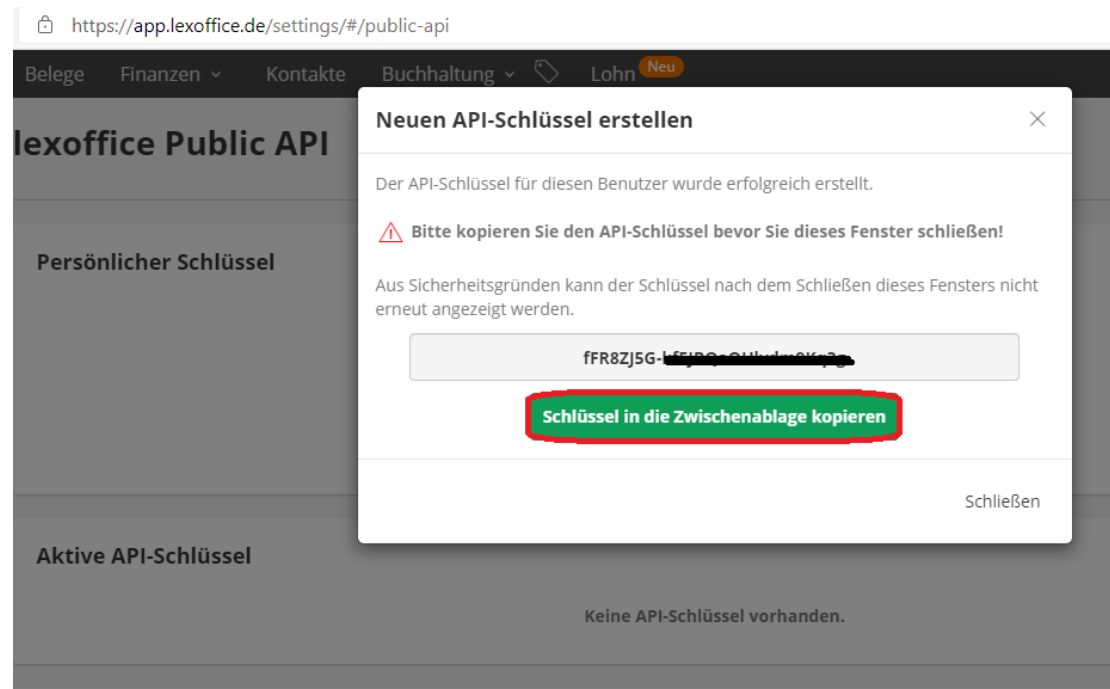 https://app.lexoffice.de/settings/#/public-api
Belege Finanzen Kontakte Buchhaltung Lohn Neu
lexoffice Public API
Neuen API-Schlüssel erstellen
Der API-Schlüssel für diesen Benutzer wurde erfolgreich erstellt.
Bitte kopieren Sie den API-Schlüssel bevor Sie dieses Fenster schließen!
Persönlicher Schlüssel
Aus Sicherheitsgründen kann der Schlüssel nach dem Schließen dieses Fensters nicht
erneut angezeigt werden.
fFR8ZJ5G-
Schlüssel in die Zwischenablage kopieren
Schließen
Aktive API-Schlüssel
Keine API-Schlüssel vorhanden.